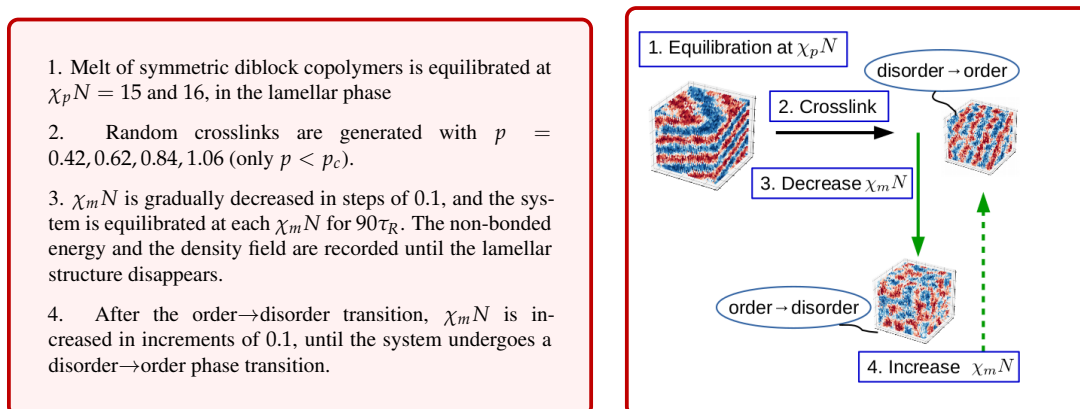 1. Melt of symmetric diblock copolymers is equilibrated at
χₚN = 15 and 16, in the lamellar phase
2. Random crosslinks are generated with p =
0.42, 0.62, 0.84, 1.06 (only p < p_c).
3. χₘN is gradually decreased in steps of 0.1, and the sys-
tem is equilibrated at each χₘN for 90τ_R. The non-bonded
energy and the density field are recorded until the lamellar
structure disappears.
4. After the order→disorder transition, χₘN is in-
creased in increments of 0.1, until the system undergoes a
disorder→order phase transition.
1. Equilibration at χₚN
disorder→order
2. Crosslink
3. Decrease χₘN
order→disorder
4. Increase χₘN